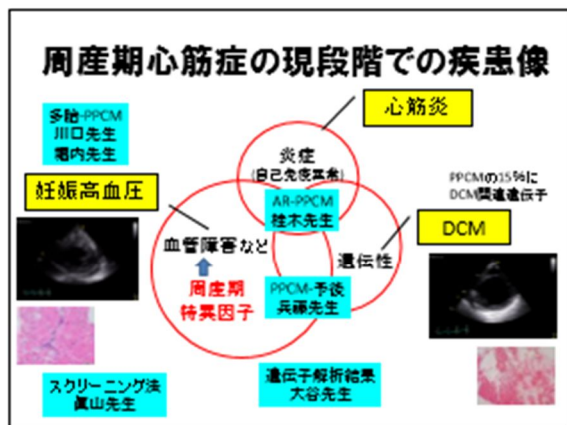 周産期心筋症の現段階での疾患像
多胎-PPCM
川口先生
堀内先生
心筋炎
炎症
(自己免疫異常)
PPCMの15%に
DCM関連遺伝子
妊娠高血圧
AR-PPCM
桂木先生
DCM
血管障害など
遺伝性
周産期
特異因子
PPCM-予後
兵藤先生
スクリーニング法
眞山先生
遺伝子解析結果
大谷先生